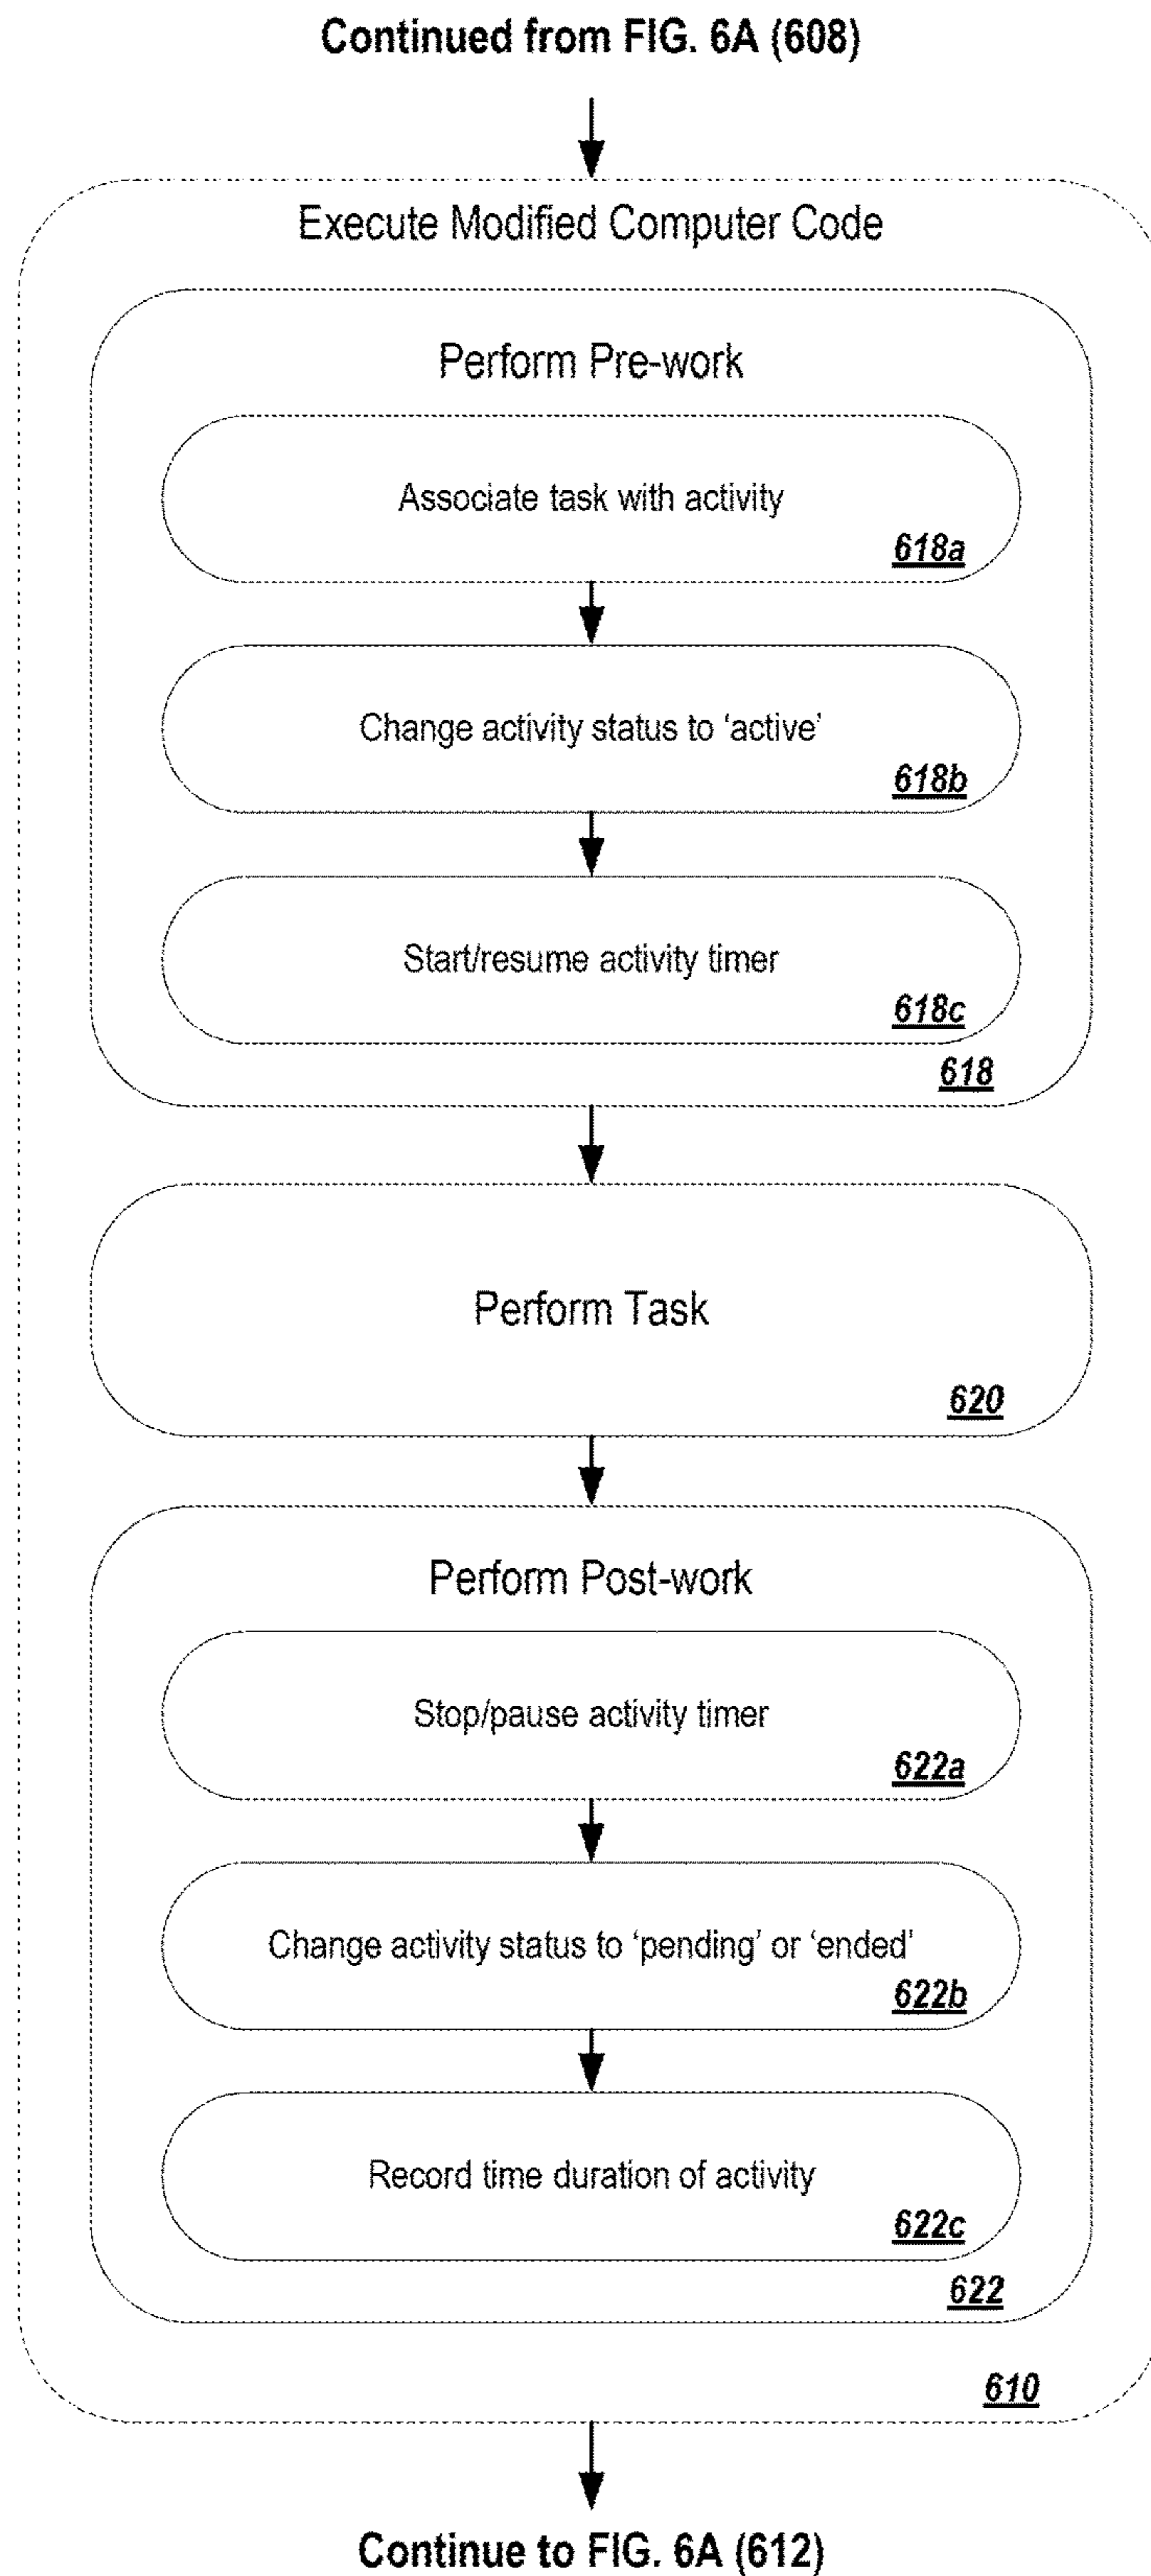 Continued from FIG. 6A (608)
Execute Modified Computer Code
Perform Pre-work
Associate task with activity
618a
Change activity status to ‘active’
618b
Start/resume activity timer
618c
618
Perform Task
620
Perform Post-work
Stop/pause activity timer
622a
Change activity status to ‘pending’ or ‘ended’
622b
Record time duration of activity
622c
622
610
Continue to FIG. 6A (612)